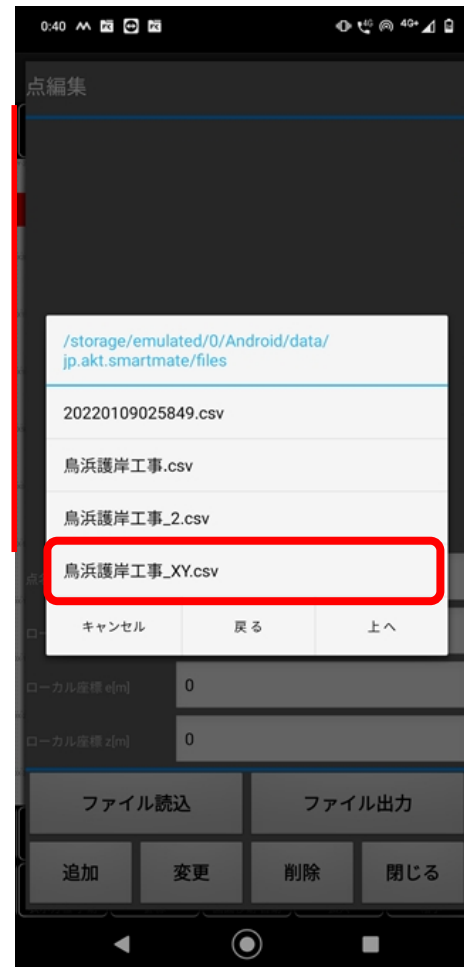 0:40
4G 4G+
点編集
/storage/emulated/0/Android/data/
jp.akt.smartmate/files
20220109025849.csv
鳥浜護岸工事.csv
鳥浜護岸工事_2.csv
鳥浜護岸工事_XY.csv
キャンセル 戻る 上へ
ローカル座標 e[m] 0
ローカル座標 z[m] 0
ファイル読込 ファイル出力
追加 変更 削除 閉じる